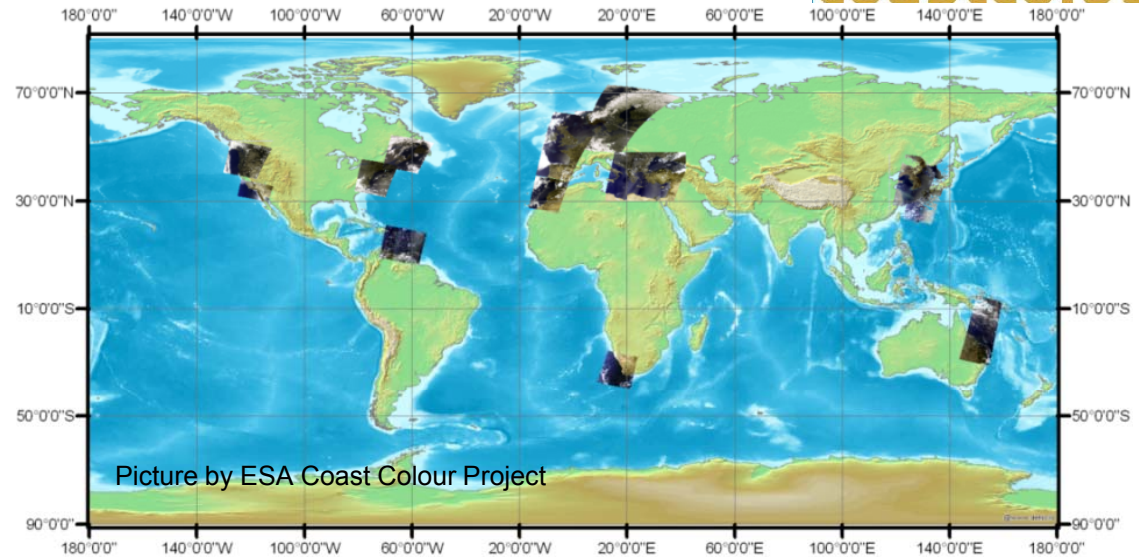 180°0'0" 140°0'0"W 100°0'0"W 60°0'0"W 20°0'0"W 20°0'0"E 60°0'0"E 100°0'0"E 140°0'0"E 180°0'0"
70°0'0"N 70°0'0"N
30°0'0"N 30°0'0"N
10°0'0"S 10°0'0"S
50°0'0"S 50°0'0"S
Picture by ESA Coast Colour Project
90°0'0" 90°0'0"S
180°0'0" 140°0'0"W 100°0'0"W 60°0'0"W 20°0'0"W 20°0'0"E 60°0'0"E 100°0'0"E 140°0'0"E 180°0'0"